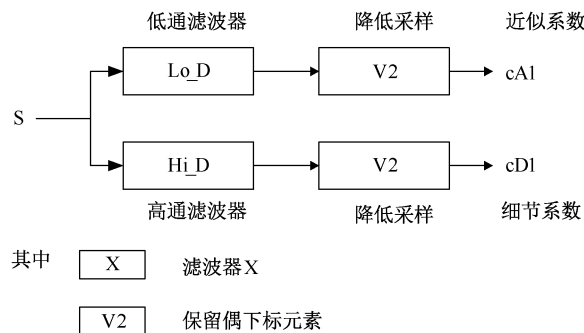 低通滤波器 降低采样 近似系数
Lo_D V2 cAl
S
Hi_D V2 cDl
高通滤波器 降低采样 细节系数
其中 X 滤波器X
V2 保留偶下标元素